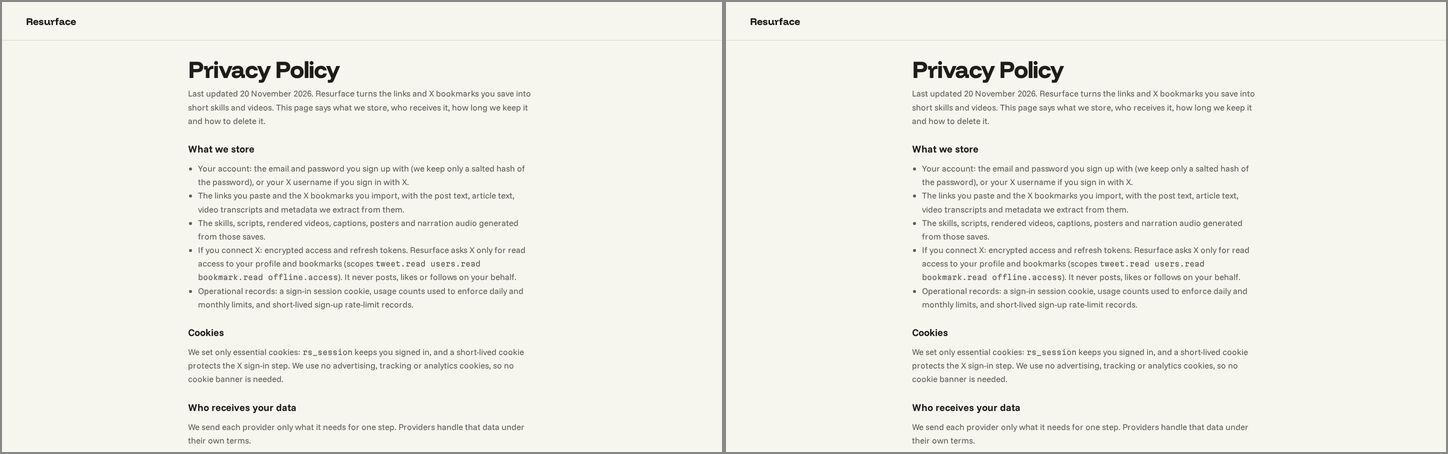 Resurface
Privacy Policy
Last updated 20 November 2026. Resurface turns the links and X bookmarks you save into
short skills and videos. This page says what we store, who receives it, how long we keep it
and how to delete it.
What we store
• Your account: the email and password you sign up with (we keep only a salted hash of
the password), or your X username if you sign in with X.
• The links you paste and the X bookmarks you import, with the post text, article text,
video transcripts and metadata we extract from them.
• The skills, scripts, rendered videos, captions, posters and narration audio generated
from those saves.
• If you connect X: encrypted access and refresh tokens. Resurface asks X only for read
access to your profile and bookmarks (scopes tweet.read users.read
bookmark.read offline.access). It never posts, likes or follows on your behalf.
• Operational records: a sign-in session cookie, usage counts used to enforce daily and
monthly limits, and short-lived sign-up rate-limit records.
Cookies
We set only essential cookies: rs_session keeps you signed in, and a short-lived cookie
protects the X sign-in step. We use no advertising, tracking or analytics cookies, so no
cookie banner is needed.
Who receives your data
We send each provider only what it needs for one step. Providers handle that data under
their own terms.
Resurface
Privacy Policy
Last updated 20 November 2026. Resurface turns the links and X bookmarks you save into
short skills and videos. This page says what we store, who receives it, how long we keep it
and how to delete it.
What we store
• Your account: the email and password you sign up with (we keep only a salted hash of
the password), or your X username if you sign in with X.
• The links you paste and the X bookmarks you import, with the post text, article text,
video transcripts and metadata we extract from them.
• The skills, scripts, rendered videos, captions, posters and narration audio generated
from those saves.
• If you connect X: encrypted access and refresh tokens. Resurface asks X only for read
access to your profile and bookmarks (scopes tweet.read users.read
bookmark.read offline.access). It never posts, likes or follows on your behalf.
• Operational records: a sign-in session cookie, usage counts used to enforce daily and
monthly limits, and short-lived sign-up rate-limit records.
Cookies
We set only essential cookies: rs_session keeps you signed in, and a short-lived cookie
protects the X sign-in step. We use no advertising, tracking or analytics cookies, so no
cookie banner is needed.
Who receives your data
We send each provider only what it needs for one step. Providers handle that data under
their own terms.